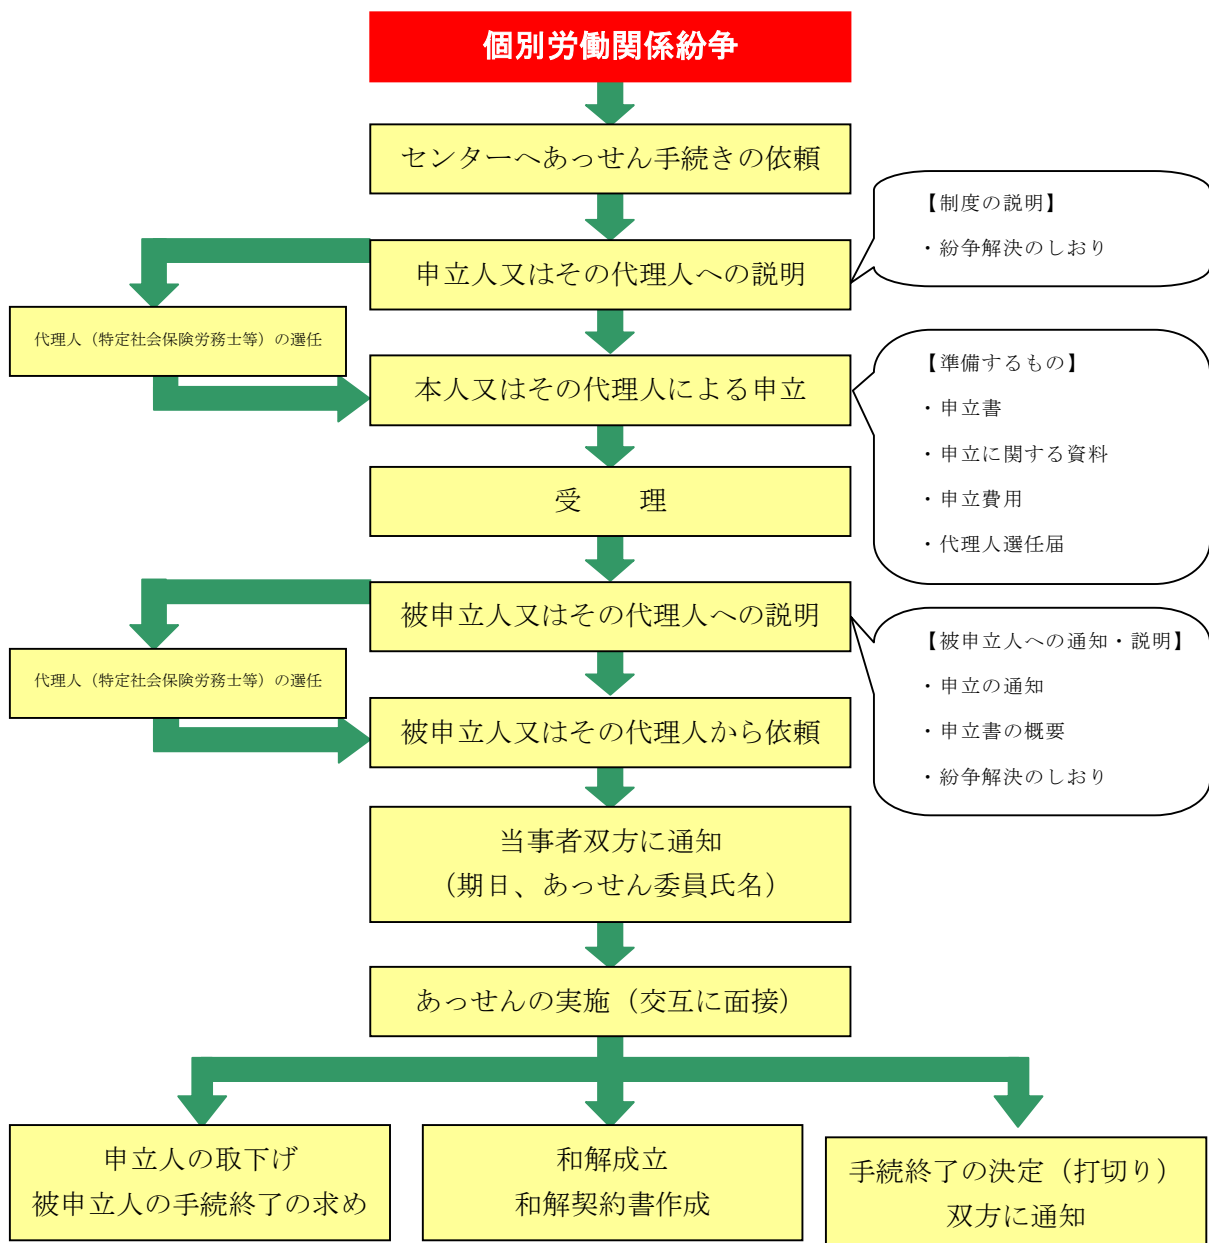 個別労働関係紛争
センターへあっせん手続きの依頼
【制度の説明】
・紛争解決のしおり
申立人又はその代理人への説明
代理人（特定社会保険労務士等）の選任
本人又はその代理人による申立
【準備するもの】
・申立書
・申立に関する資料
・申立費用
・代理人選任届
受　　理
被申立人又はその代理人への説明
【被申立人への通知・説明】
・申立の通知
・申立書の概要
・紛争解決のしおり
代理人（特定社会保険労務士等）の選任
被申立人又はその代理人から依頼
当事者双方に通知
（期日、あっせん委員氏名）
あっせんの実施（交互に面接）
申立人の取下げ
被申立人の手続終了の求め
和解成立
和解契約書作成
手続終了の決定（打切り）
双方に通知